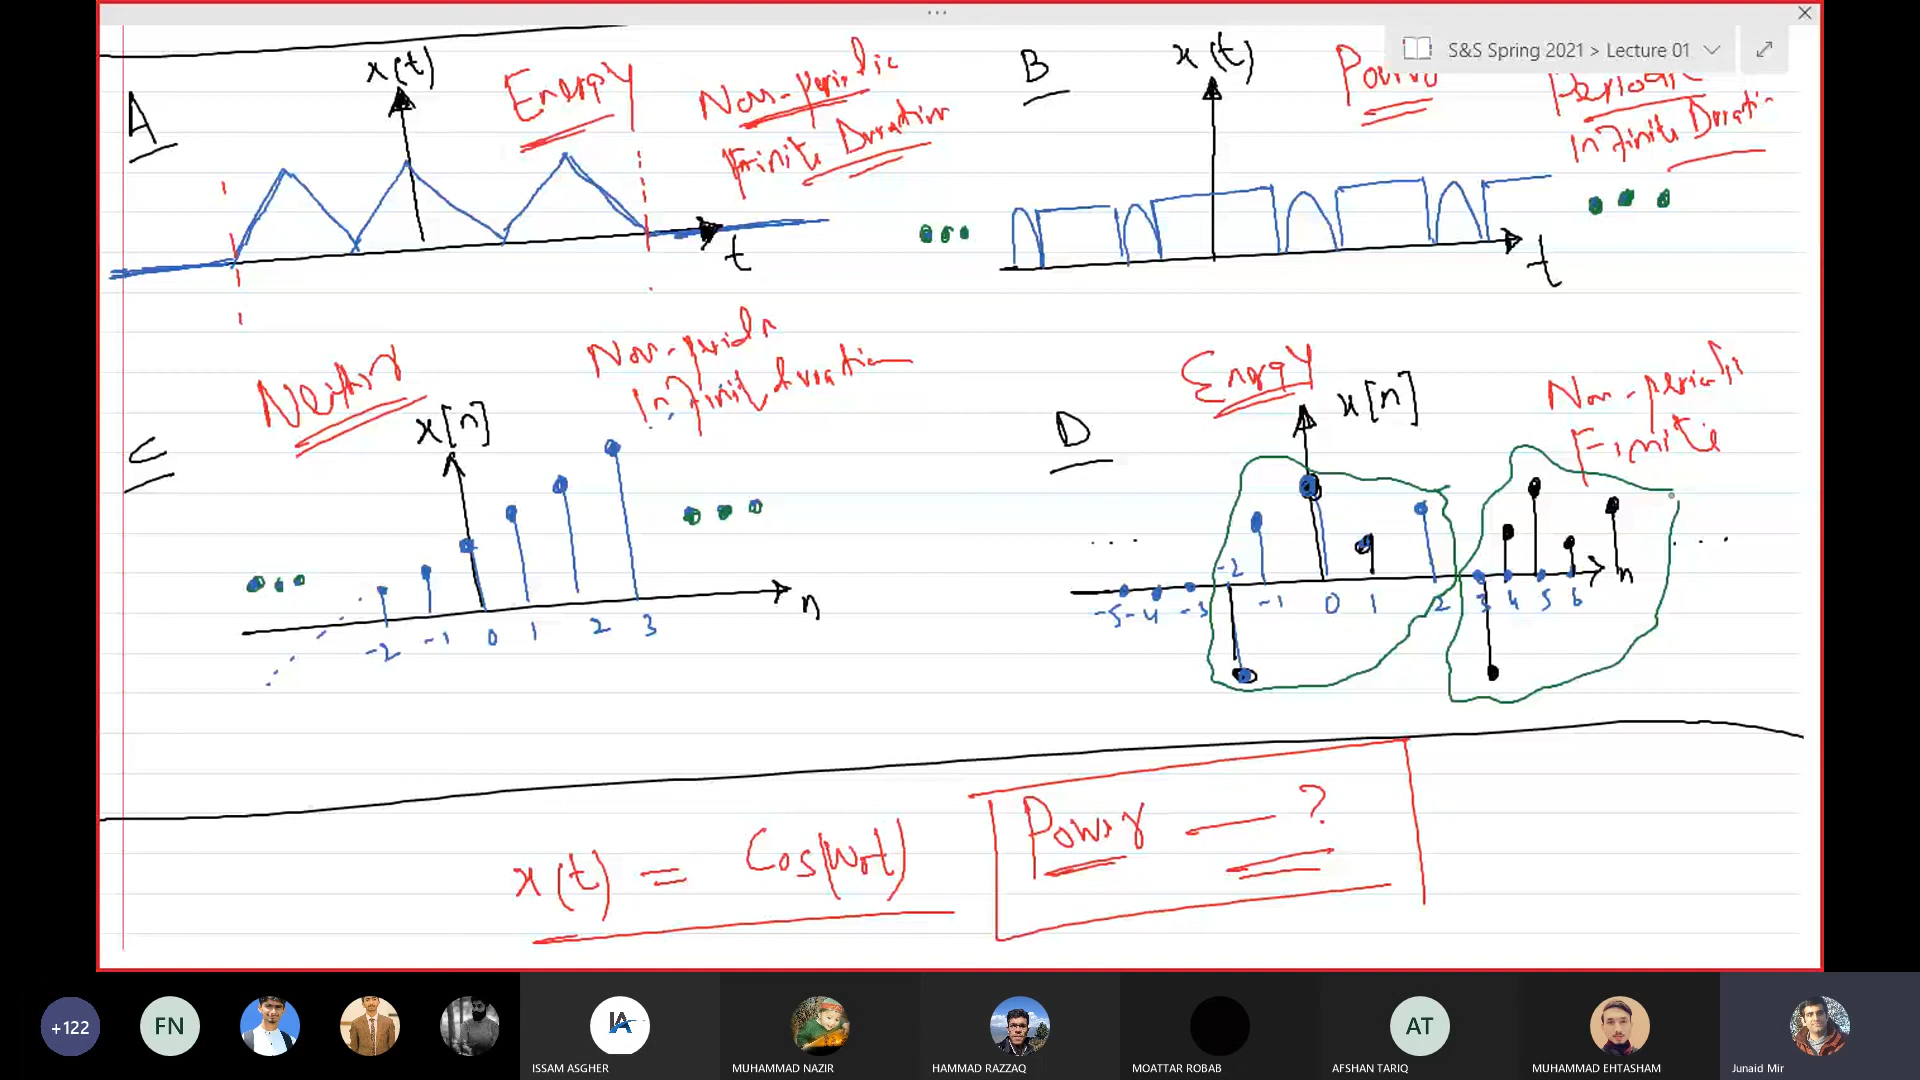 S&S Spring 2021 > Lecture 01
A
x(t)
Energy
Non-periodic
Finite Duration
B
x(t)
Power
Periodic
Infinite Duration
t
t
C
Neither
x[n]
Non-periodic
Infinite duration
-2 -1 0 1 2 3
n
D
Energy
x[n]
Non-periodic
Finite
-5 -4 -3 -2 -1 0 1 2 3 4 5 6
n
x(t) = Cos(wot)
Power — ?
+122
FN
IA
AT
ISSAM ASGHER
MUHAMMAD NAZIR
HAMMAD RAZZAQ
MOATTAR ROBAB
AFSHAN TARIQ
MUHAMMAD EHTASHAM
Junaid Mir